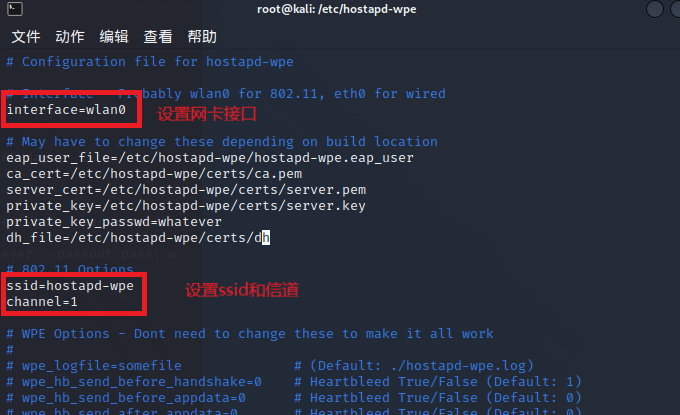 root@kali: /etc/hostapd-wpe
文件 动作 编辑 查看 帮助
# Configuration file for hostapd-wpe
# Interface - Probably wlan0 for 802.11, eth0 for wired
interface=wlan0
设置网卡接口
# May have to change these depending on build location
eap_user_file=/etc/hostapd-wpe/hostapd-wpe.eap_user
ca_cert=/etc/hostapd-wpe/certs/ca.pem
server_cert=/etc/hostapd-wpe/certs/server.pem
private_key=/etc/hostapd-wpe/certs/server.key
private_key_passwd=whatever
dh_file=/etc/hostapd-wpe/certs/dh
# 802.11 Options
ssid=hostapd-wpe
channel=1
设置ssid和信道
# WPE Options - Dont need to change these to make it all work
#
# wpe_logfile=somefile # (Default: ./hostapd-wpe.log)
# wpe_hb_send_before_handshake=0 # Heartbleed True/False (Default: 1)
# wpe_hb_send_before_appdata=0 # Heartbleed True/False (Default: 0)
# wpe_hb_send_after_appdata=0 # Heartbleed True/False (Default: 0)